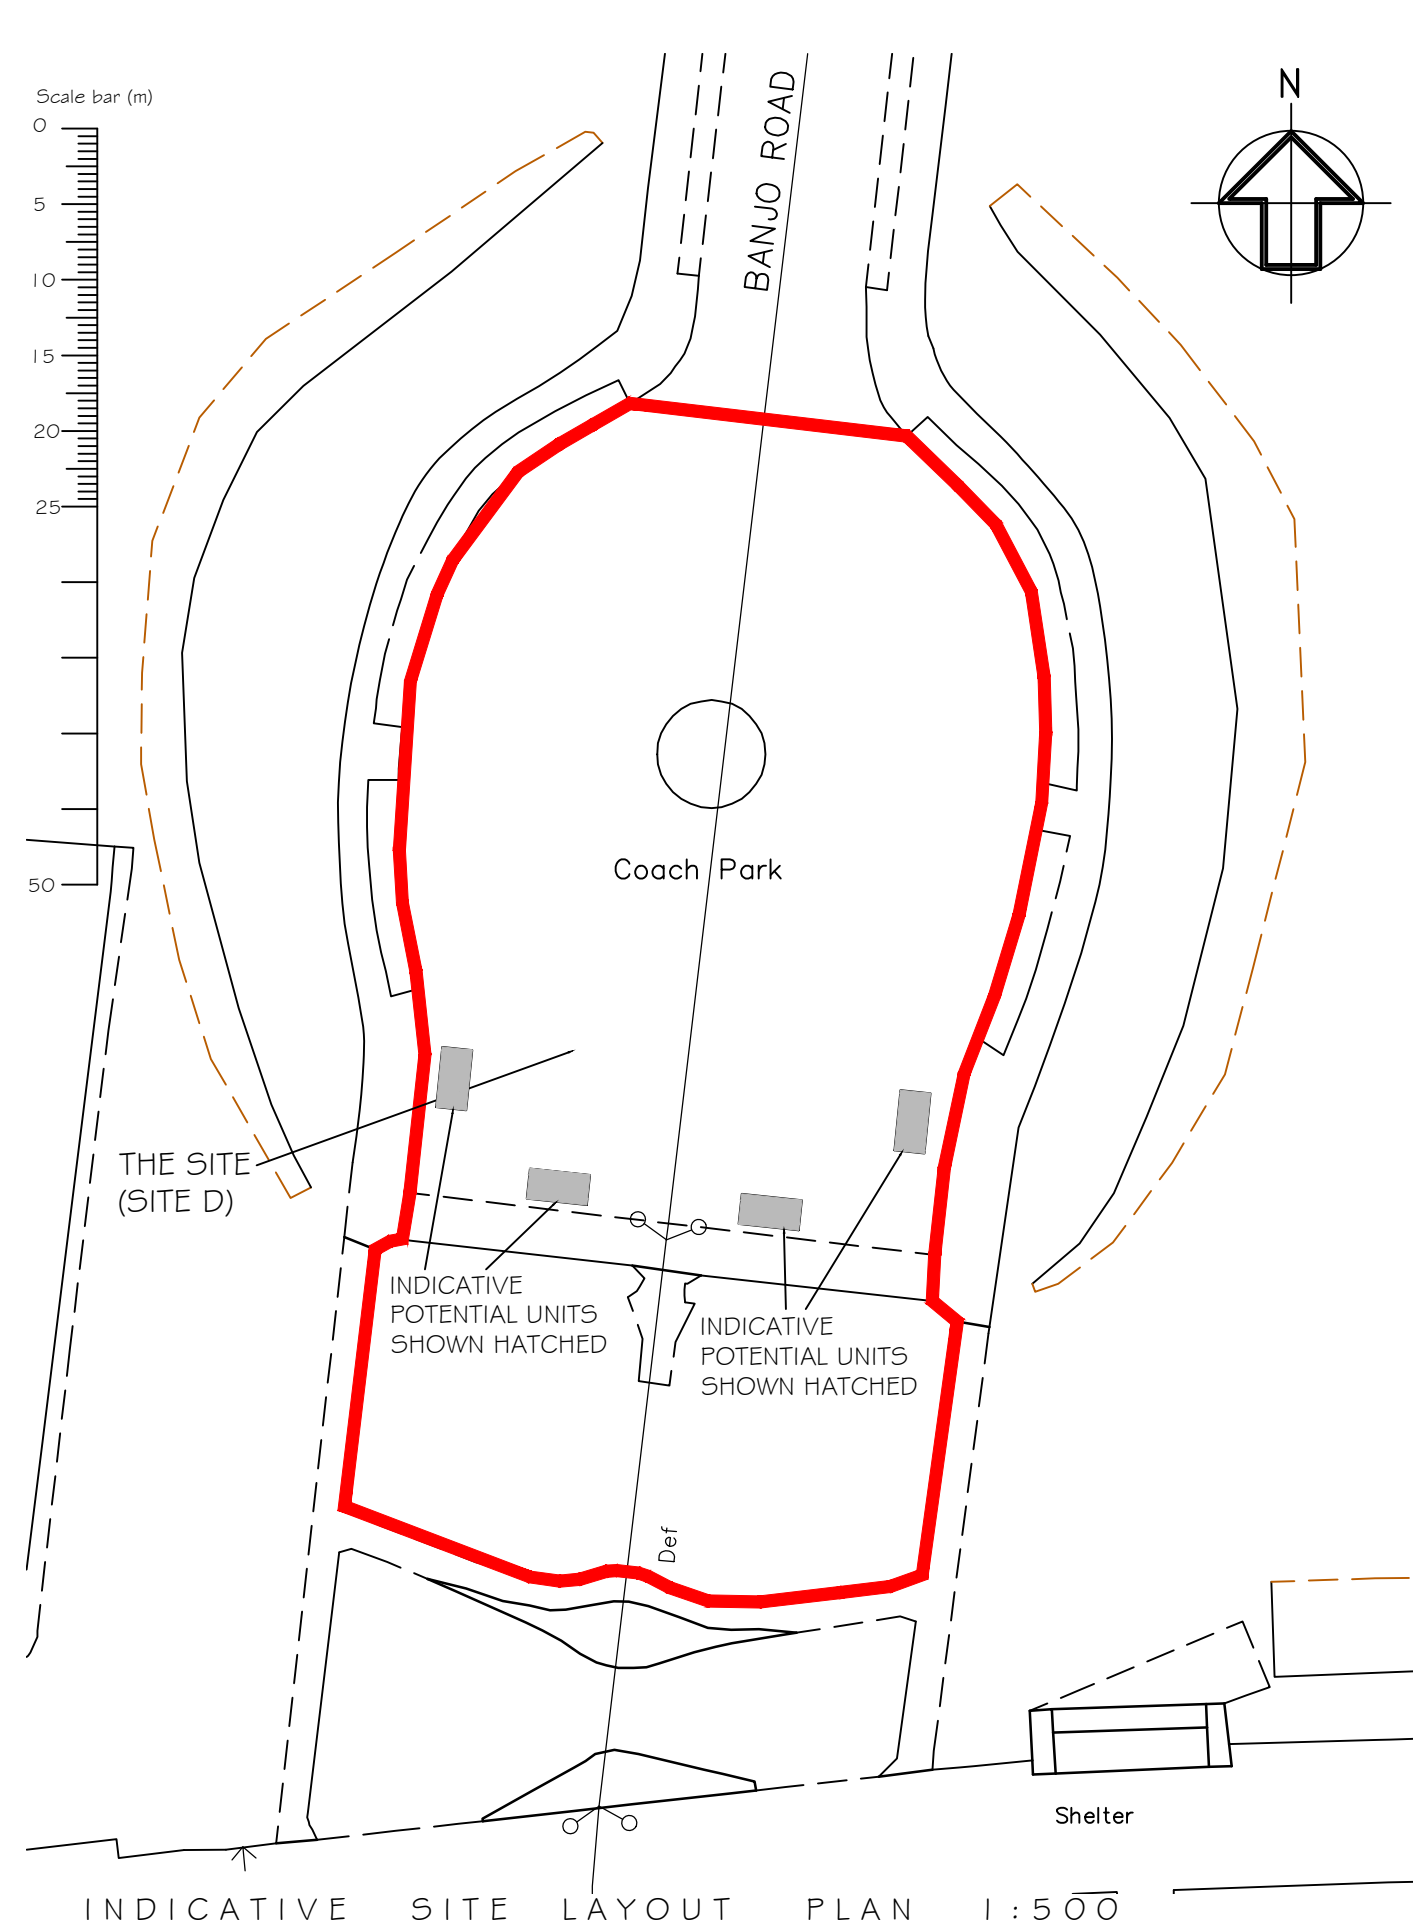 Scale bar (m)
0
5
10
15
20
25
50
BANJO ROAD
N
Coach Park
THE SITE
(SITE D)
INDICATIVE
POTENTIAL UNITS
SHOWN HATCHED
INDICATIVE
POTENTIAL UNITS
SHOWN HATCHED
Def
Shelter
INDICATIVE SITE LAYOUT PLAN 1:500